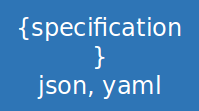 {specification
}
json, yaml